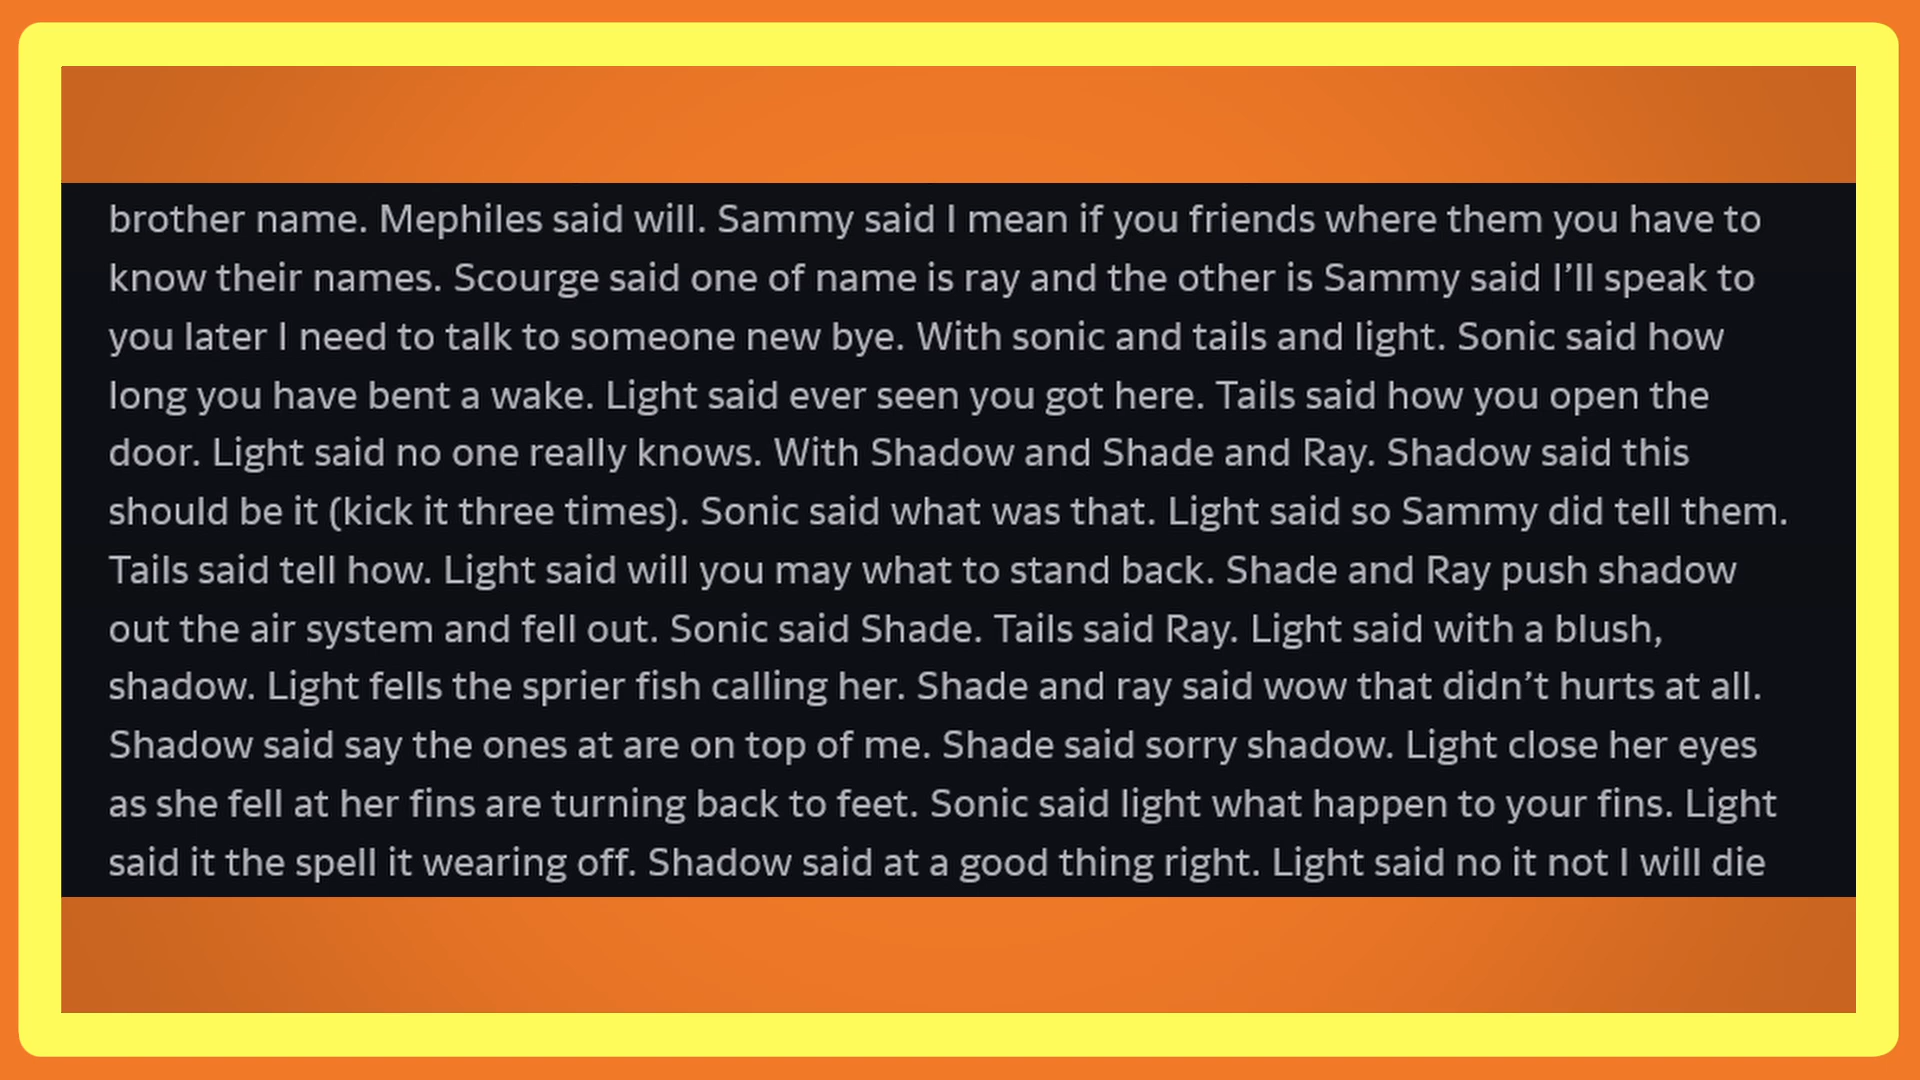 brother name. Mephiles said will. Sammy said I mean if you friends where them you have to
know their names. Scourge said one of name is ray and the other is Sammy said I’ll speak to
you later I need to talk to someone new bye. With sonic and tails and light. Sonic said how
long you have bent a wake. Light said ever seen you got here. Tails said how you open the
door. Light said no one really knows. With Shadow and Shade and Ray. Shadow said this
should be it (kick it three times). Sonic said what was that. Light said so Sammy did tell them.
Tails said tell how. Light said will you may what to stand back. Shade and Ray push shadow
out the air system and fell out. Sonic said Shade. Tails said Ray. Light said with a blush,
shadow. Light fells the sprier fish calling her. Shade and ray said wow that didn’t hurts at all.
Shadow said say the ones at are on top of me. Shade said sorry shadow. Light close her eyes
as she fell at her fins are turning back to feet. Sonic said light what happen to your fins. Light
said it the spell it wearing off. Shadow said at a good thing right. Light said no it not I will die